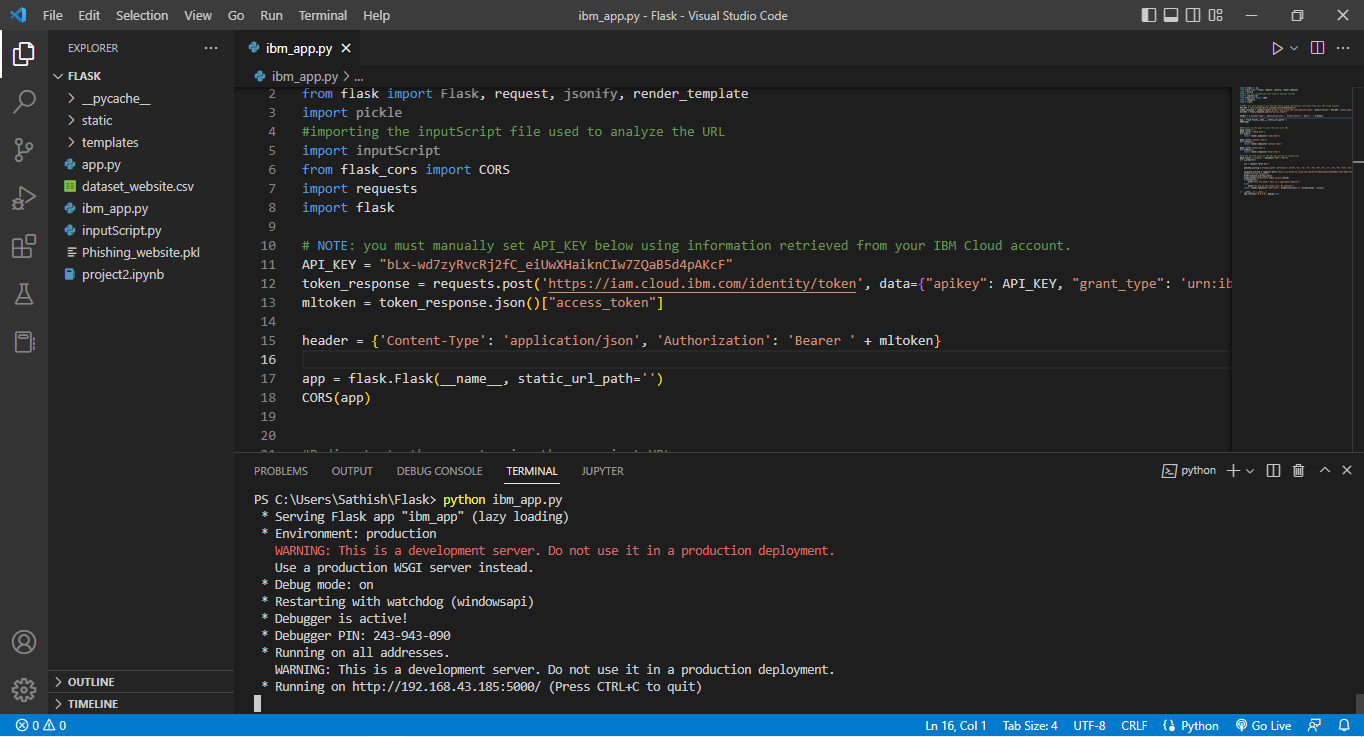 File Edit Selection View Go Run Terminal Help ibm_app.py - Flask - Visual Studio Code
EXPLORER
FLASK
__pycache__
static
templates
app.py
dataset_website.csv
ibm_app.py
inputScript.py
Phishing_website.pkl
project2.ipynb
OUTLINE
TIMELINE
ibm_app.py
ibm_app.py > ...
2 from flask import Flask, request, jsonify, render_template
3 import pickle
4 #importing the inputScript file used to analyze the URL
5 import inputScript
6 from flask_cors import CORS
7 import requests
8 import flask
9
10 # NOTE: you must manually set API_KEY below using information retrieved from your IBM Cloud account.
11 API_KEY = "bLx-wd7zyRvcRj2fC_eiUwXHaiknCIw7ZQaB5d4pAKcF"
12 token_response = requests.post('https://iam.cloud.ibm.com/identity/token', data={"apikey": API_KEY, "grant_type": 'urn:ib
13 mltoken = token_response.json()["access_token"]
14
15 header = {'Content-Type': 'application/json', 'Authorization': 'Bearer ' + mltoken}
16
17 app = flask.Flask(__name__, static_url_path='')
18 CORS(app)
19
20
PROBLEMS OUTPUT DEBUG CONSOLE TERMINAL JUPYTER python
PS C:\Users\Sathish\Flask> python ibm_app.py
* Serving Flask app "ibm_app" (lazy loading)
* Environment: production
WARNING: This is a development server. Do not use it in a production deployment.
Use a production WSGI server instead.
* Debug mode: on
* Restarting with watchdog (windowsapi)
* Debugger is active!
* Debugger PIN: 243-943-090
* Running on all addresses.
WARNING: This is a development server. Do not use it in a production deployment.
* Running on http://192.168.43.185:5000/ (Press CTRL+C to quit)
0 0 Ln 16, Col 1 Tab Size: 4 UTF-8 CRLF Python Go Live